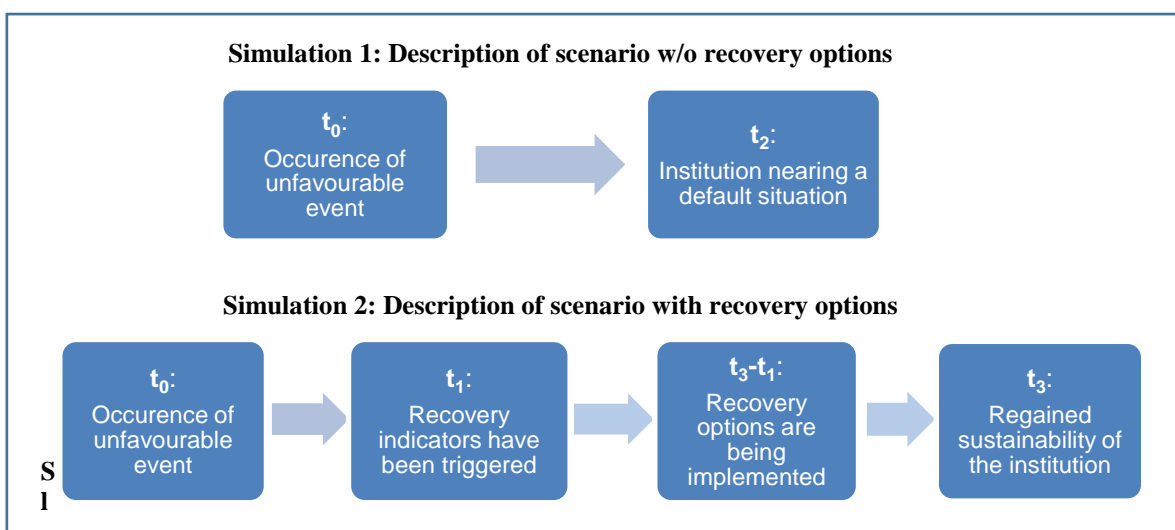 Simulation 1: Description of scenario w/o recovery options
t₀:
Occurence of
unfavourable
event
t₂:
Institution nearing a
default situation
Simulation 2: Description of scenario with recovery options
t₀:
Occurence of
unfavourable
event
t₁:
Recovery
indicators have
been triggered
t₃-t₁:
Recovery
options are
being
implemented
t₃:
Regained
sustainability of
the institution
S
l